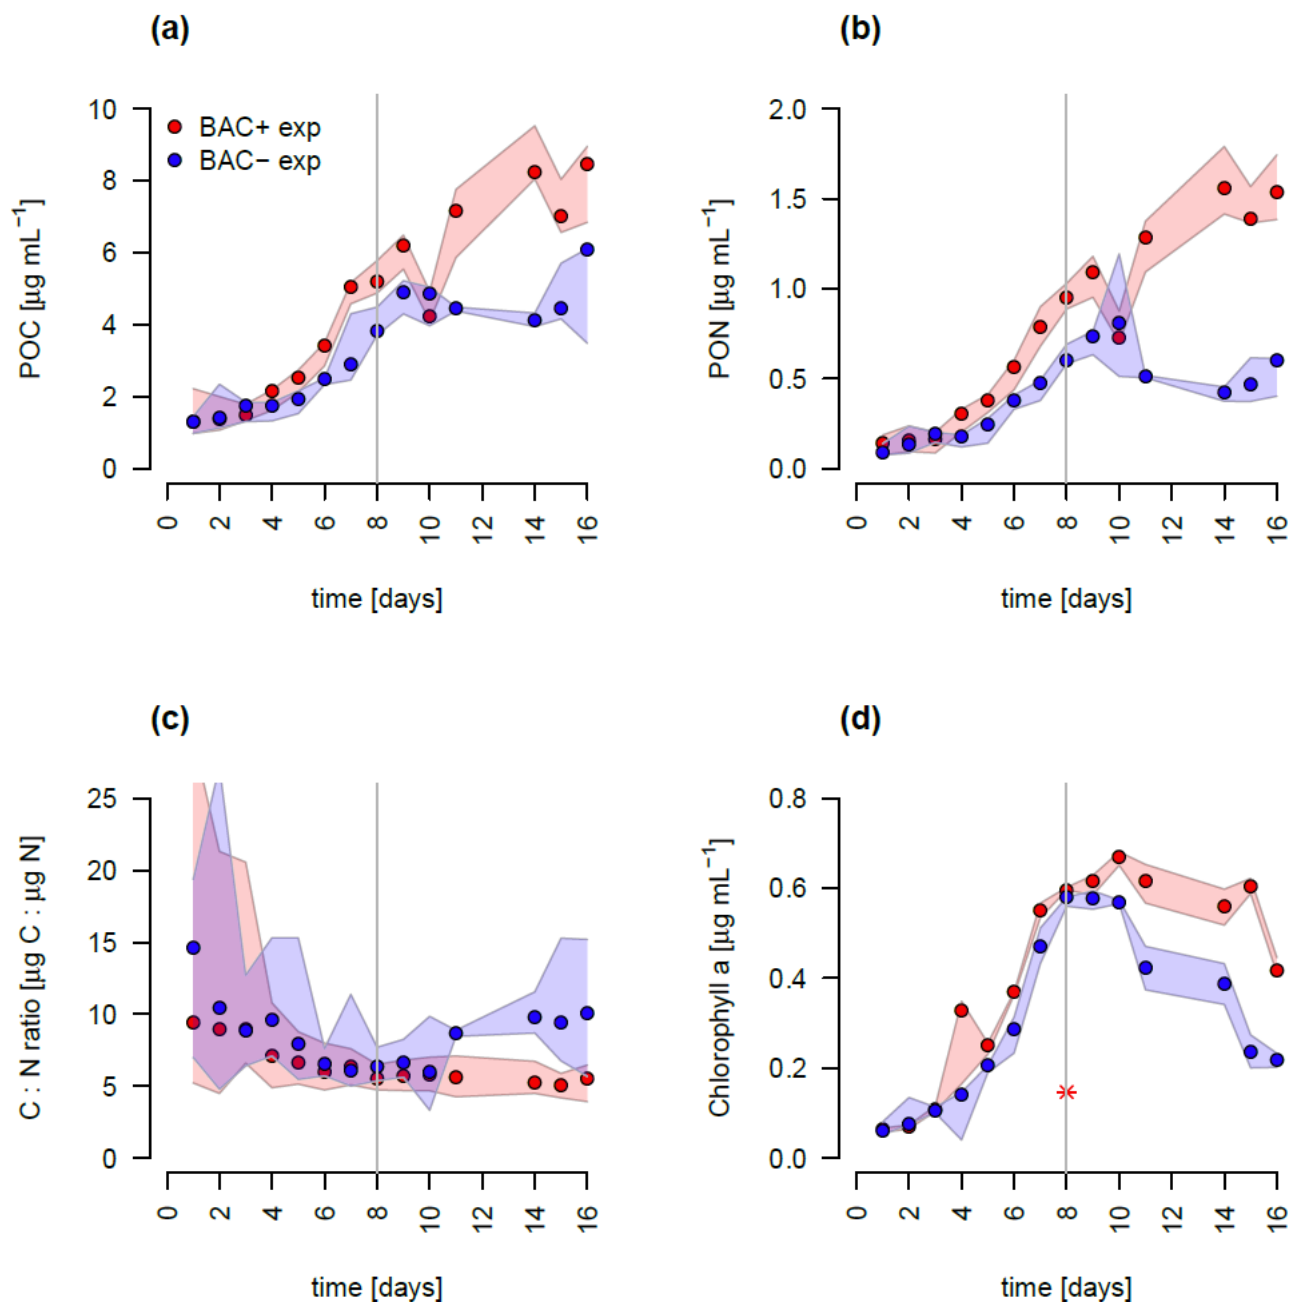 (a)
POC [µg mL⁻¹]
10
8
6
4
2
0
BAC+ exp
BAC− exp
0 2 4 6 8 10 14 16
time [days]
(b)
PON [µg mL⁻¹]
2.0
1.5
1.0
0.5
0.0
0 2 4 6 8 10 14 16
time [days]
(c)
C : N ratio [µg C : µg N]
25
20
15
10
5
0
0 2 4 6 8 10 14 16
time [days]
(d)
Chlorophyll a [µg mL⁻¹]
0.8
0.6
0.4
0.2
0.0
0 2 4 6 8 10 14 16
time [days]